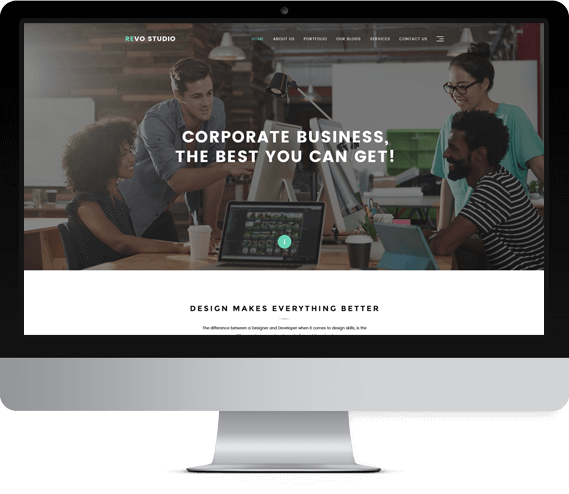 REVO STUDIO
HOME ABOUT US PORTFOLIO OUR BLOGS SERVICES CONTACT US
CORPORATE BUSINESS,
THE BEST YOU CAN GET!
DESIGN MAKES EVERYTHING BETTER
The difference between a Designer and Developer when it comes to design skills, is the